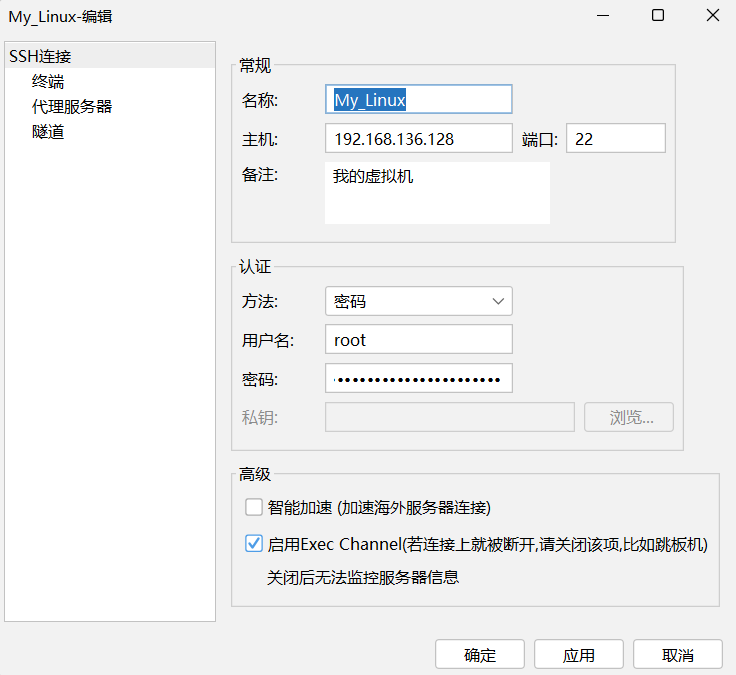 My_Linux-编辑
SSH连接
终端
代理服务器
隧道
常规
名称: My_Linux
主机: 192.168.136.128 端口: 22
备注: 我的虚拟机
认证
方法: 密码
用户名: root
密码: ••••••••••••••••••••••
私钥: 浏览...
高级
智能加速 (加速海外服务器连接)
启用Exec Channel(若连接上就被断开,请关闭该项,比如跳板机)
关闭后无法监控服务器信息
确定 应用 取消